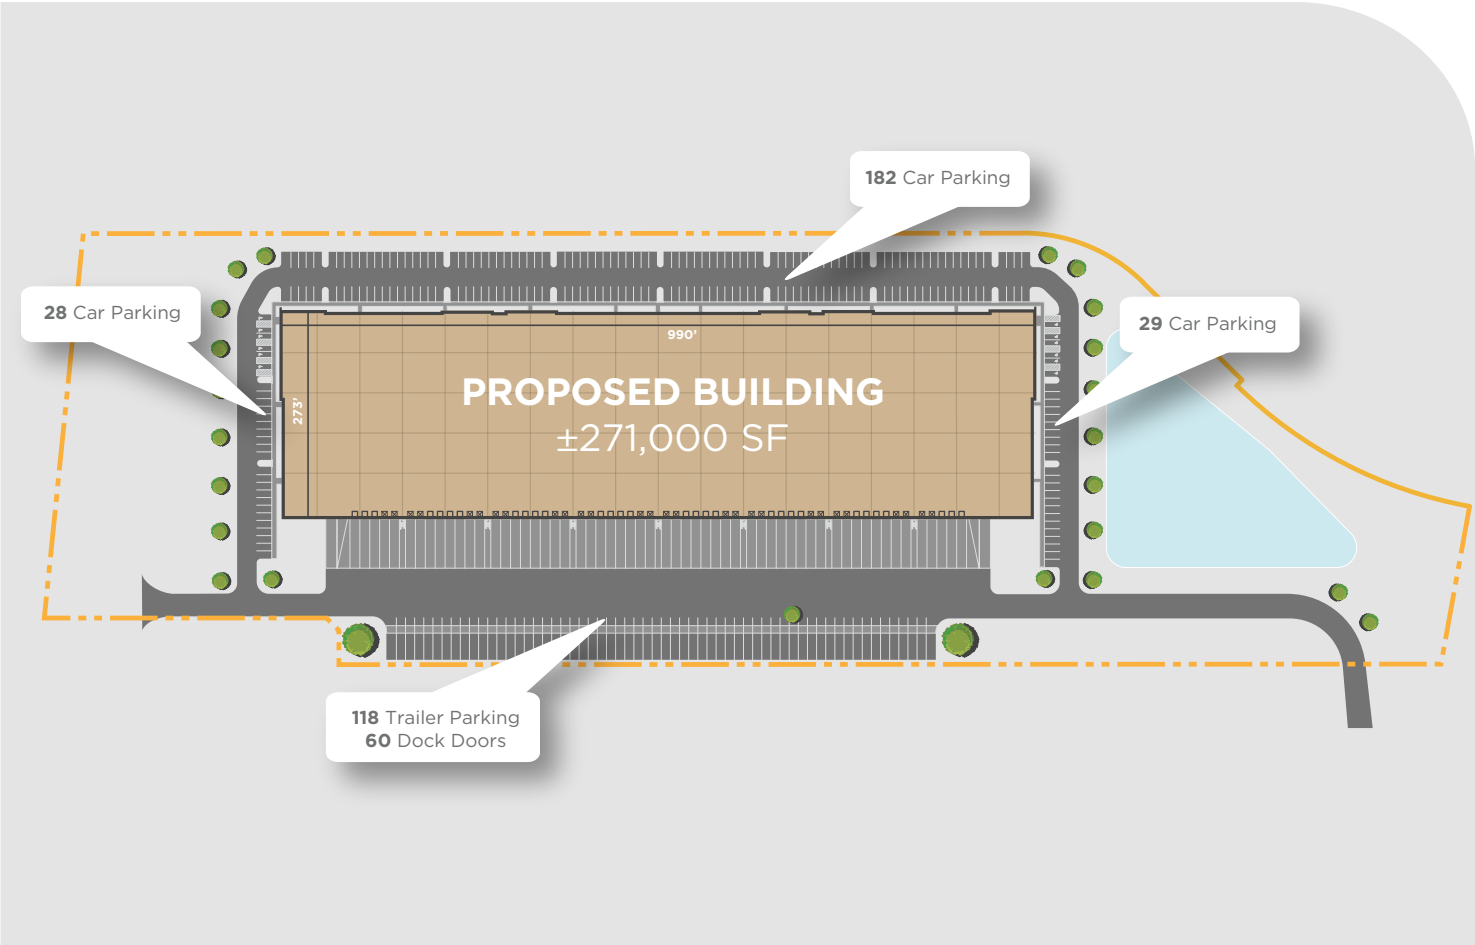 182 Car Parking
28 Car Parking
29 Car Parking
990'
273'
PROPOSED BUILDING
±271,000 SF
118 Trailer Parking
60 Dock Doors